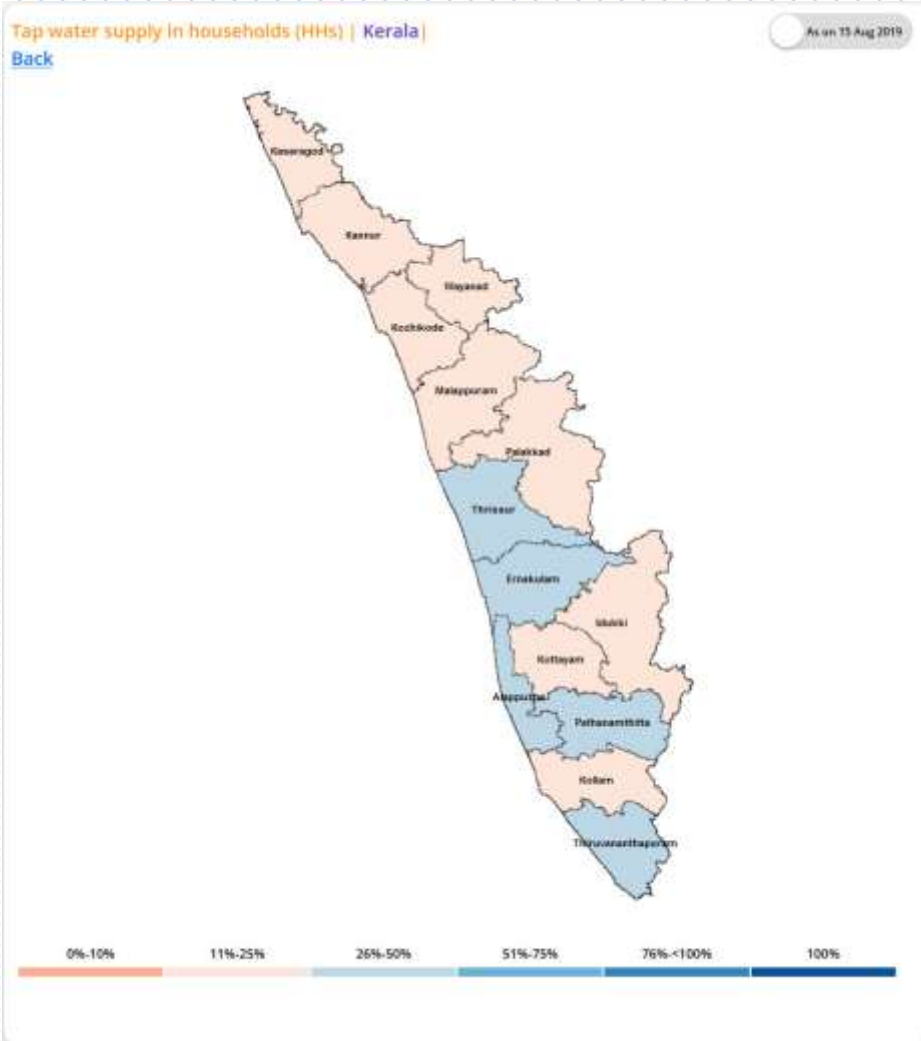 Tap water supply in households (HHs) | Kerala|
As on 15 Aug 2019
Back
Kasaragod
Kannur
Wayanad
Kozhikode
Malappuram
Palakkad
Thrissur
Ernakulam
Idukki
Kottayam
Alappuzha
Pathanamthitta
Kollam
Thiruvananthapuram
0%-10% 11%-25% 26%-50% 51%-75% 76%-<100% 100%